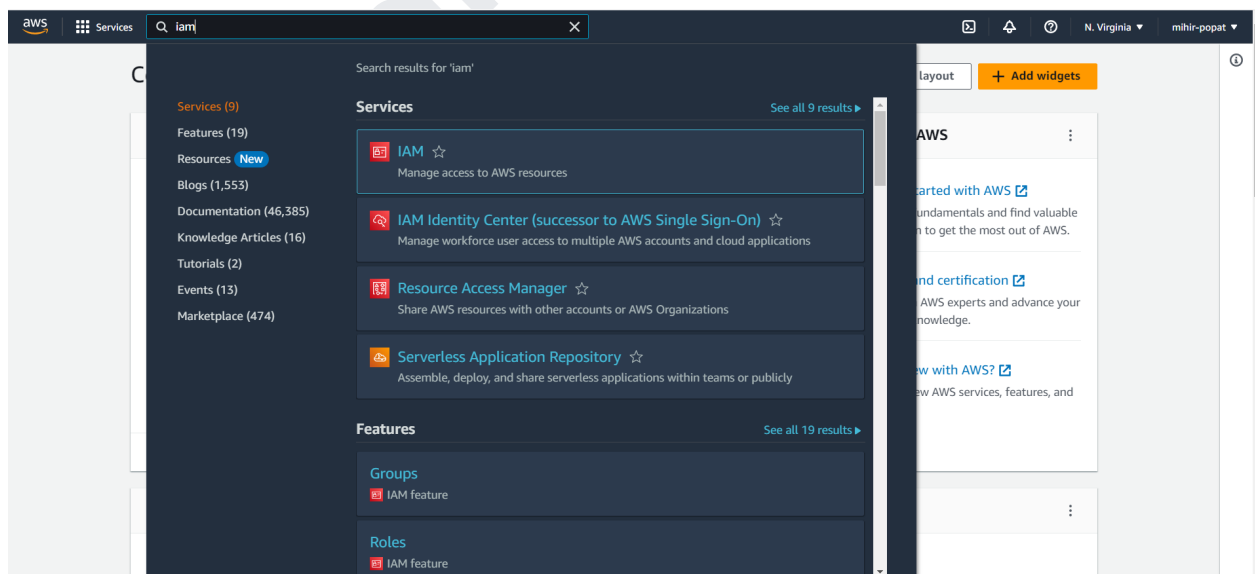 aws
Services
iam
N. Virginia
mihir-popat
layout
+ Add widgets
Search results for 'iam'
Services (9)
Features (19)
Resources New
Blogs (1,553)
Documentation (46,385)
Knowledge Articles (16)
Tutorials (2)
Events (13)
Marketplace (474)
Services
See all 9 results
IAM
Manage access to AWS resources
IAM Identity Center (successor to AWS Single Sign-On)
Manage workforce user access to multiple AWS accounts and cloud applications
Resource Access Manager
Share AWS resources with other accounts or AWS Organizations
Serverless Application Repository
Assemble, deploy, and share serverless applications within teams or publicly
Features
See all 19 results
Groups
IAM feature
Roles
IAM feature
AWS
with AWS
and find valuable
to get the most out of AWS.
certification
AWS experts and advance your
with AWS?
AWS services, features, and